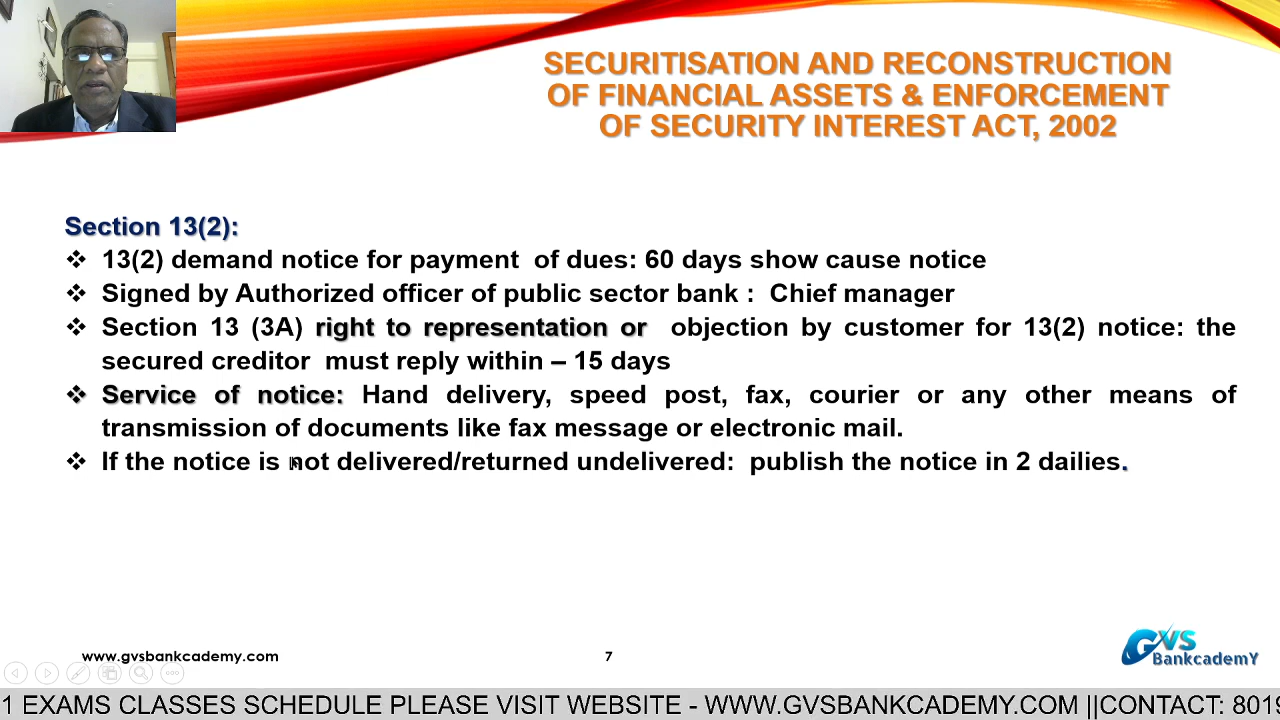 SECURITISATION AND RECONSTRUCTION
OF FINANCIAL ASSETS & ENFORCEMENT
OF SECURITY INTEREST ACT, 2002
Section 13(2):
❖ 13(2) demand notice for payment of dues: 60 days show cause notice
❖ Signed by Authorized officer of public sector bank : Chief manager
❖ Section 13 (3A) right to representation or objection by customer for 13(2) notice: the
secured creditor must reply within – 15 days
❖ Service of notice: Hand delivery, speed post, fax, courier or any other means of
transmission of documents like fax message or electronic mail.
❖ If the notice is not delivered/returned undelivered: publish the notice in 2 dailies.
www.gvsbankcademy.com
7
GVS
BankcademY
1 EXAMS CLASSES SCHEDULE PLEASE VISIT WEBSITE - WWW.GVSBANKCADEMY.COM ||CONTACT: 8019